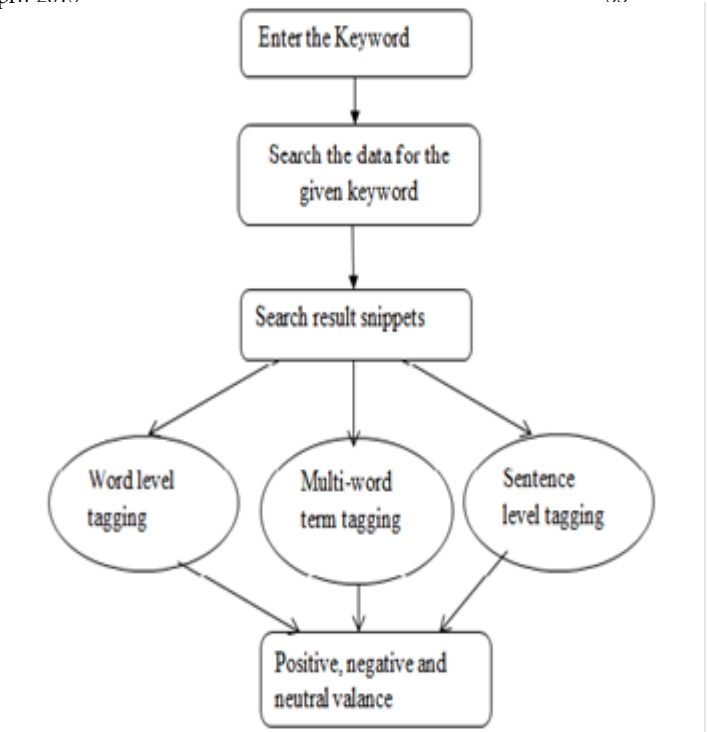 Enter the Keyword
Search the data for the
given keyword
Search result snippets
Word level
tagging
Multi-word
term tagging
Sentence
level tagging
Positive, negative and
neutral valance